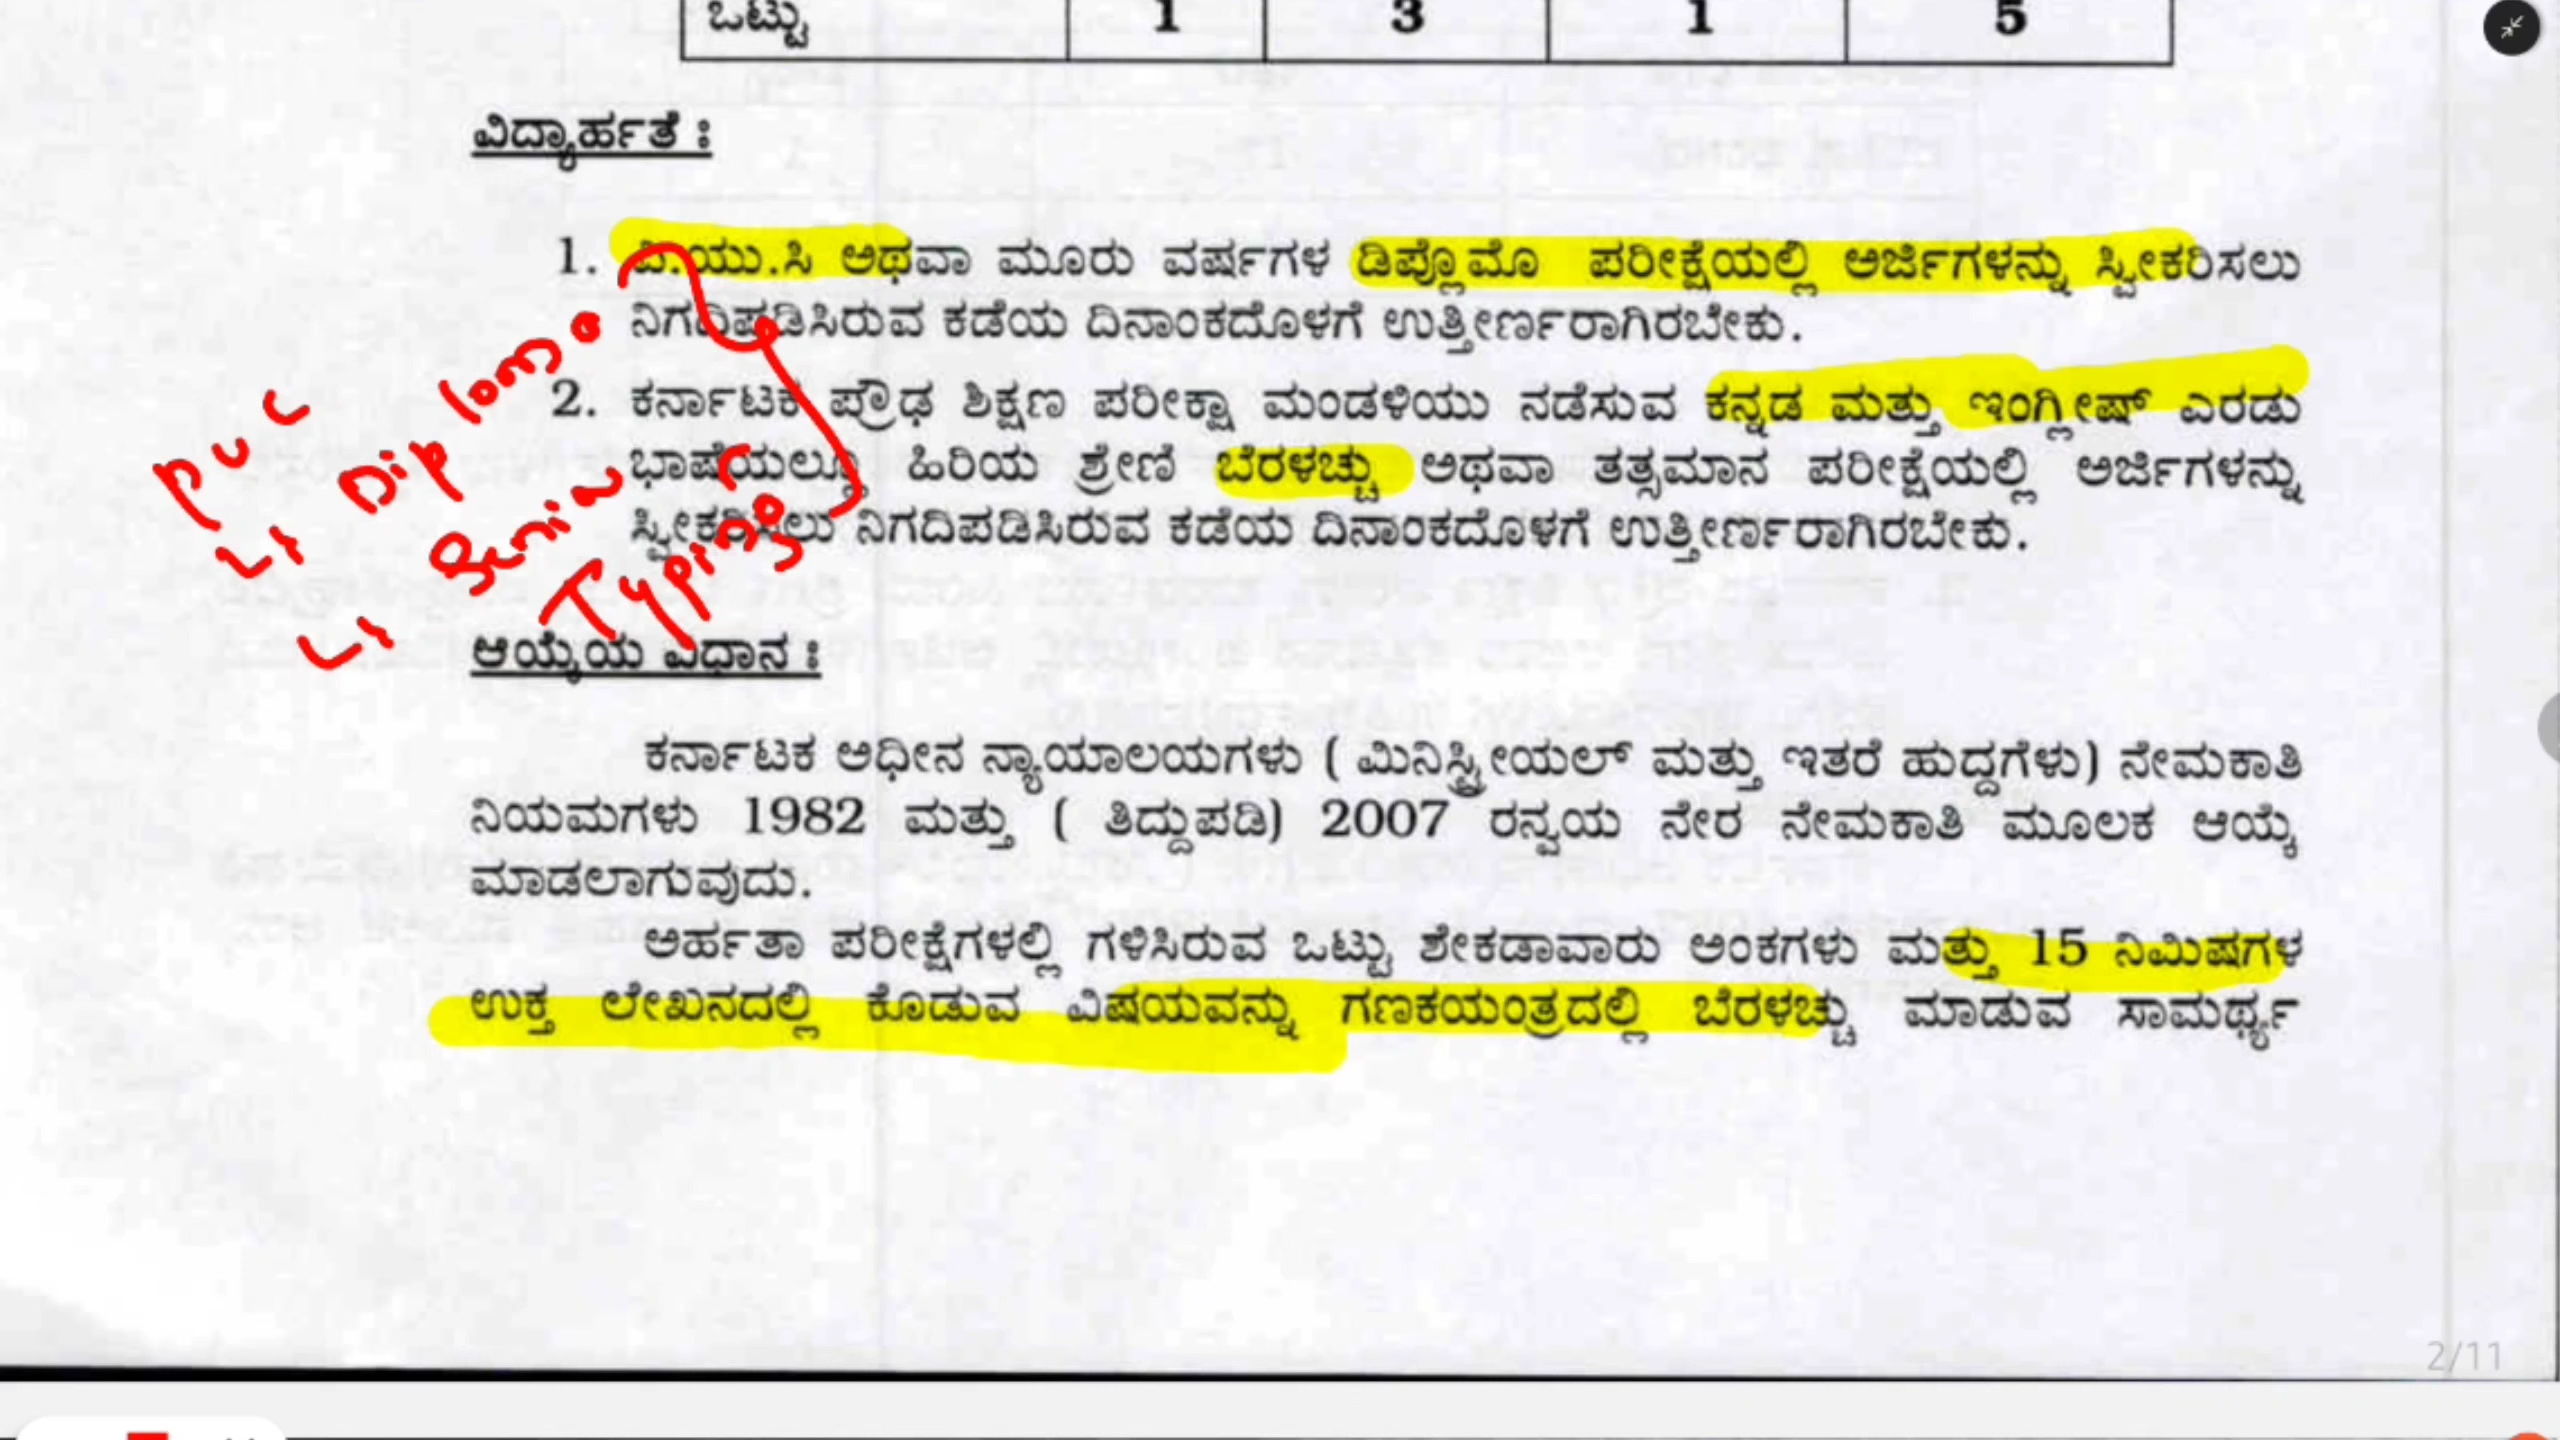 ಒಟ್ಟು 1 3 1 5
ವಿದ್ಯಾರ್ಹತೆ :
1. ಪಿ.ಯು.ಸಿ ಅಥವಾ ಮೂರು ವರ್ಷಗಳ ಡಿಪ್ಲೊಮೊ ಪರೀಕ್ಷೆಯಲ್ಲಿ ಅರ್ಜಿಗಳನ್ನು ಸ್ವೀಕರಿಸಲು
ನಿಗದಿಪಡಿಸಿರುವ ಕಡೆಯ ದಿನಾಂಕದೊಳಗೆ ಉತ್ತೀರ್ಣರಾಗಿರಬೇಕು.
2. ಕರ್ನಾಟಕ ಪ್ರೌಢ ಶಿಕ್ಷಣ ಪರೀಕ್ಷಾ ಮಂಡಳಿಯು ನಡೆಸುವ ಕನ್ನಡ ಮತ್ತು ಇಂಗ್ಲೀಷ್ ಎರಡು
ಭಾಷೆಯಲ್ಲೂ ಹಿರಿಯ ಶ್ರೇಣಿ ಬೆರಳಚ್ಚು ಅಥವಾ ತತ್ಸಮಾನ ಪರೀಕ್ಷೆಯಲ್ಲಿ ಅರ್ಜಿಗಳನ್ನು
ಸ್ವೀಕರಿಸಲು ನಿಗದಿಪಡಿಸಿರುವ ಕಡೆಯ ದಿನಾಂಕದೊಳಗೆ ಉತ್ತೀರ್ಣರಾಗಿರಬೇಕು.
PUC
Diploma
Senior
Typing
ಆಯ್ಕೆಯ ವಿಧಾನ :
ಕರ್ನಾಟಕ ಅಧೀನ ನ್ಯಾಯಾಲಯಗಳು ( ಮಿನಿಸ್ಟ್ರೀಯಲ್ ಮತ್ತು ಇತರೆ ಹುದ್ದಗೆಳು) ನೇಮಕಾತಿ
ನಿಯಮಗಳು 1982 ಮತ್ತು ( ತಿದ್ದುಪಡಿ) 2007 ರನ್ವಯ ನೇರ ನೇಮಕಾತಿ ಮೂಲಕ ಆಯ್ಕೆ
ಮಾಡಲಾಗುವುದು.
ಅರ್ಹತಾ ಪರೀಕ್ಷೆಗಳಲ್ಲಿ ಗಳಿಸಿರುವ ಒಟ್ಟು ಶೇಕಡಾವಾರು ಅಂಕಗಳು ಮತ್ತು 15 ನಿಮಿಷಗಳ
ಉಕ್ತ ಲೇಖನದಲ್ಲಿ ಕೊಡುವ ವಿಷಯವನ್ನು ಗಣಕಯಂತ್ರದಲ್ಲಿ ಬೆರಳಚ್ಚು ಮಾಡುವ ಸಾಮರ್ಥ್ಯ
2/11